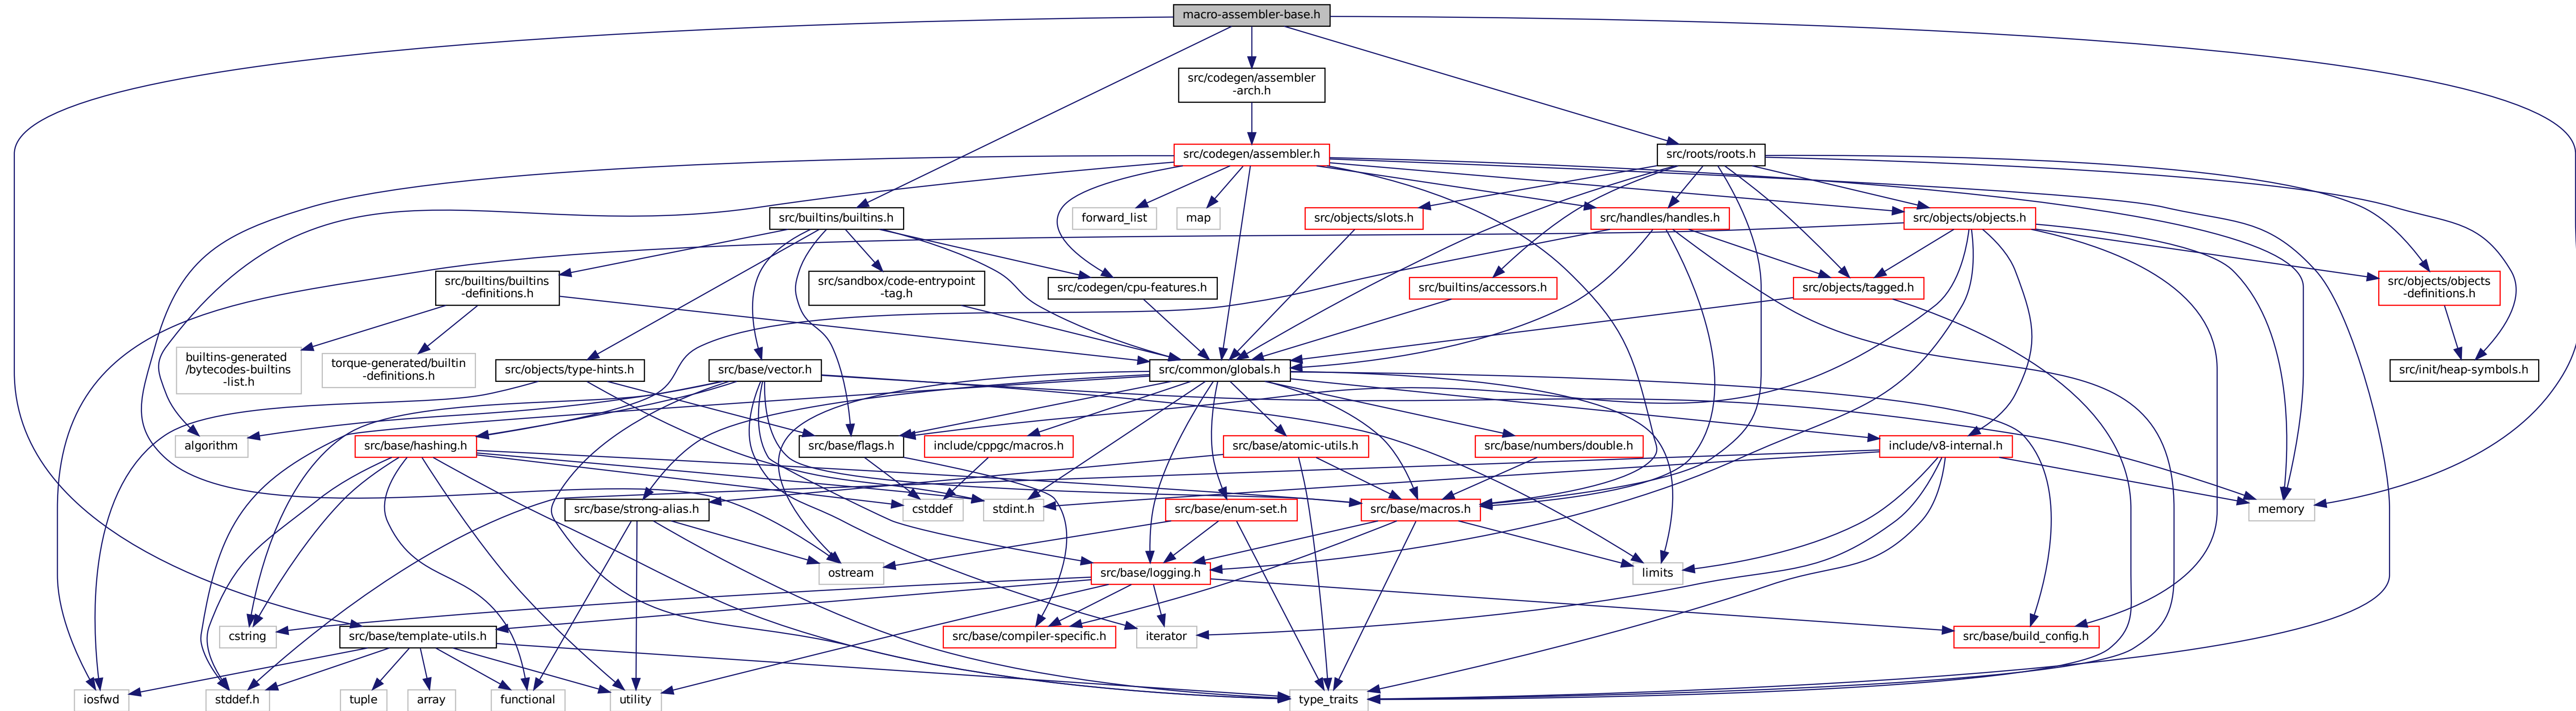 macro-assembler-base.h
src/codegen/assembler
-arch.h
src/codegen/assembler.h
src/roots/roots.h
src/builtins/builtins.h
forward_list
map
src/objects/slots.h
src/handles/handles.h
src/objects/objects.h
src/builtins/builtins
-definitions.h
src/sandbox/code-entrypoint
-tag.h
src/codegen/cpu-features.h
src/builtins/accessors.h
src/objects/tagged.h
src/objects/objects
-definitions.h
builtins-generated
/bytecodes-builtins
-list.h
torque-generated/builtin
-definitions.h
src/objects/type-hints.h
src/base/vector.h
src/common/globals.h
src/init/heap-symbols.h
algorithm
src/base/hashing.h
src/base/flags.h
include/cppgc/macros.h
src/base/atomic-utils.h
src/base/numbers/double.h
include/v8-internal.h
src/base/strong-alias.h
cstddef
stdint.h
src/base/enum-set.h
src/base/macros.h
memory
ostream
src/base/logging.h
limits
cstring
src/base/template-utils.h
src/base/compiler-specific.h
iterator
src/base/build_config.h
iosfwd
stddef.h
tuple
array
functional
utility
type_traits